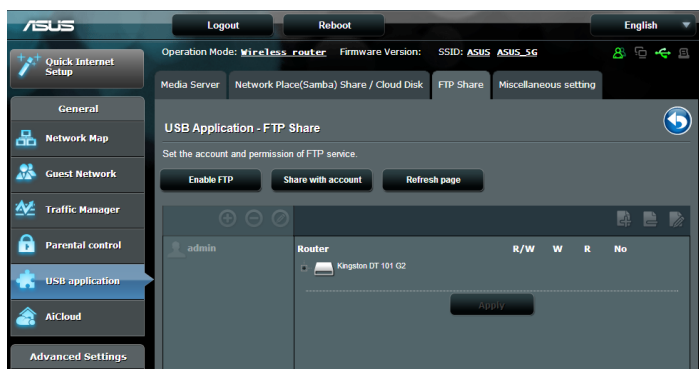 ASUS Logout Reboot English
Operation Mode: Wireless router Firmware Version: SSID: ASUS ASUS_5G
Quick Internet Setup
Media Server Network Place(Samba) Share / Cloud Disk FTP Share Miscellaneous setting
General
Network Map
Guest Network
Traffic Manager
Parental control
USB application
AiCloud
Advanced Settings
USB Application - FTP Share
Set the account and permission of FTP service.
Enable FTP Share with account Refresh page
admin
Router R/W W R No
Kingston DT 101 G2
Apply